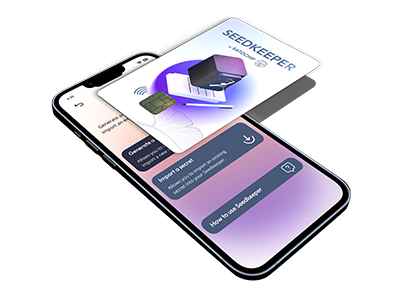 SEEDKEEPER
BY SATOCHIP
Generate a
import an
Generate a
Allows you to
import a new
Import a secret
Allows you to import an existing
secret into your Seedkeeper
How to use Seedkeeper